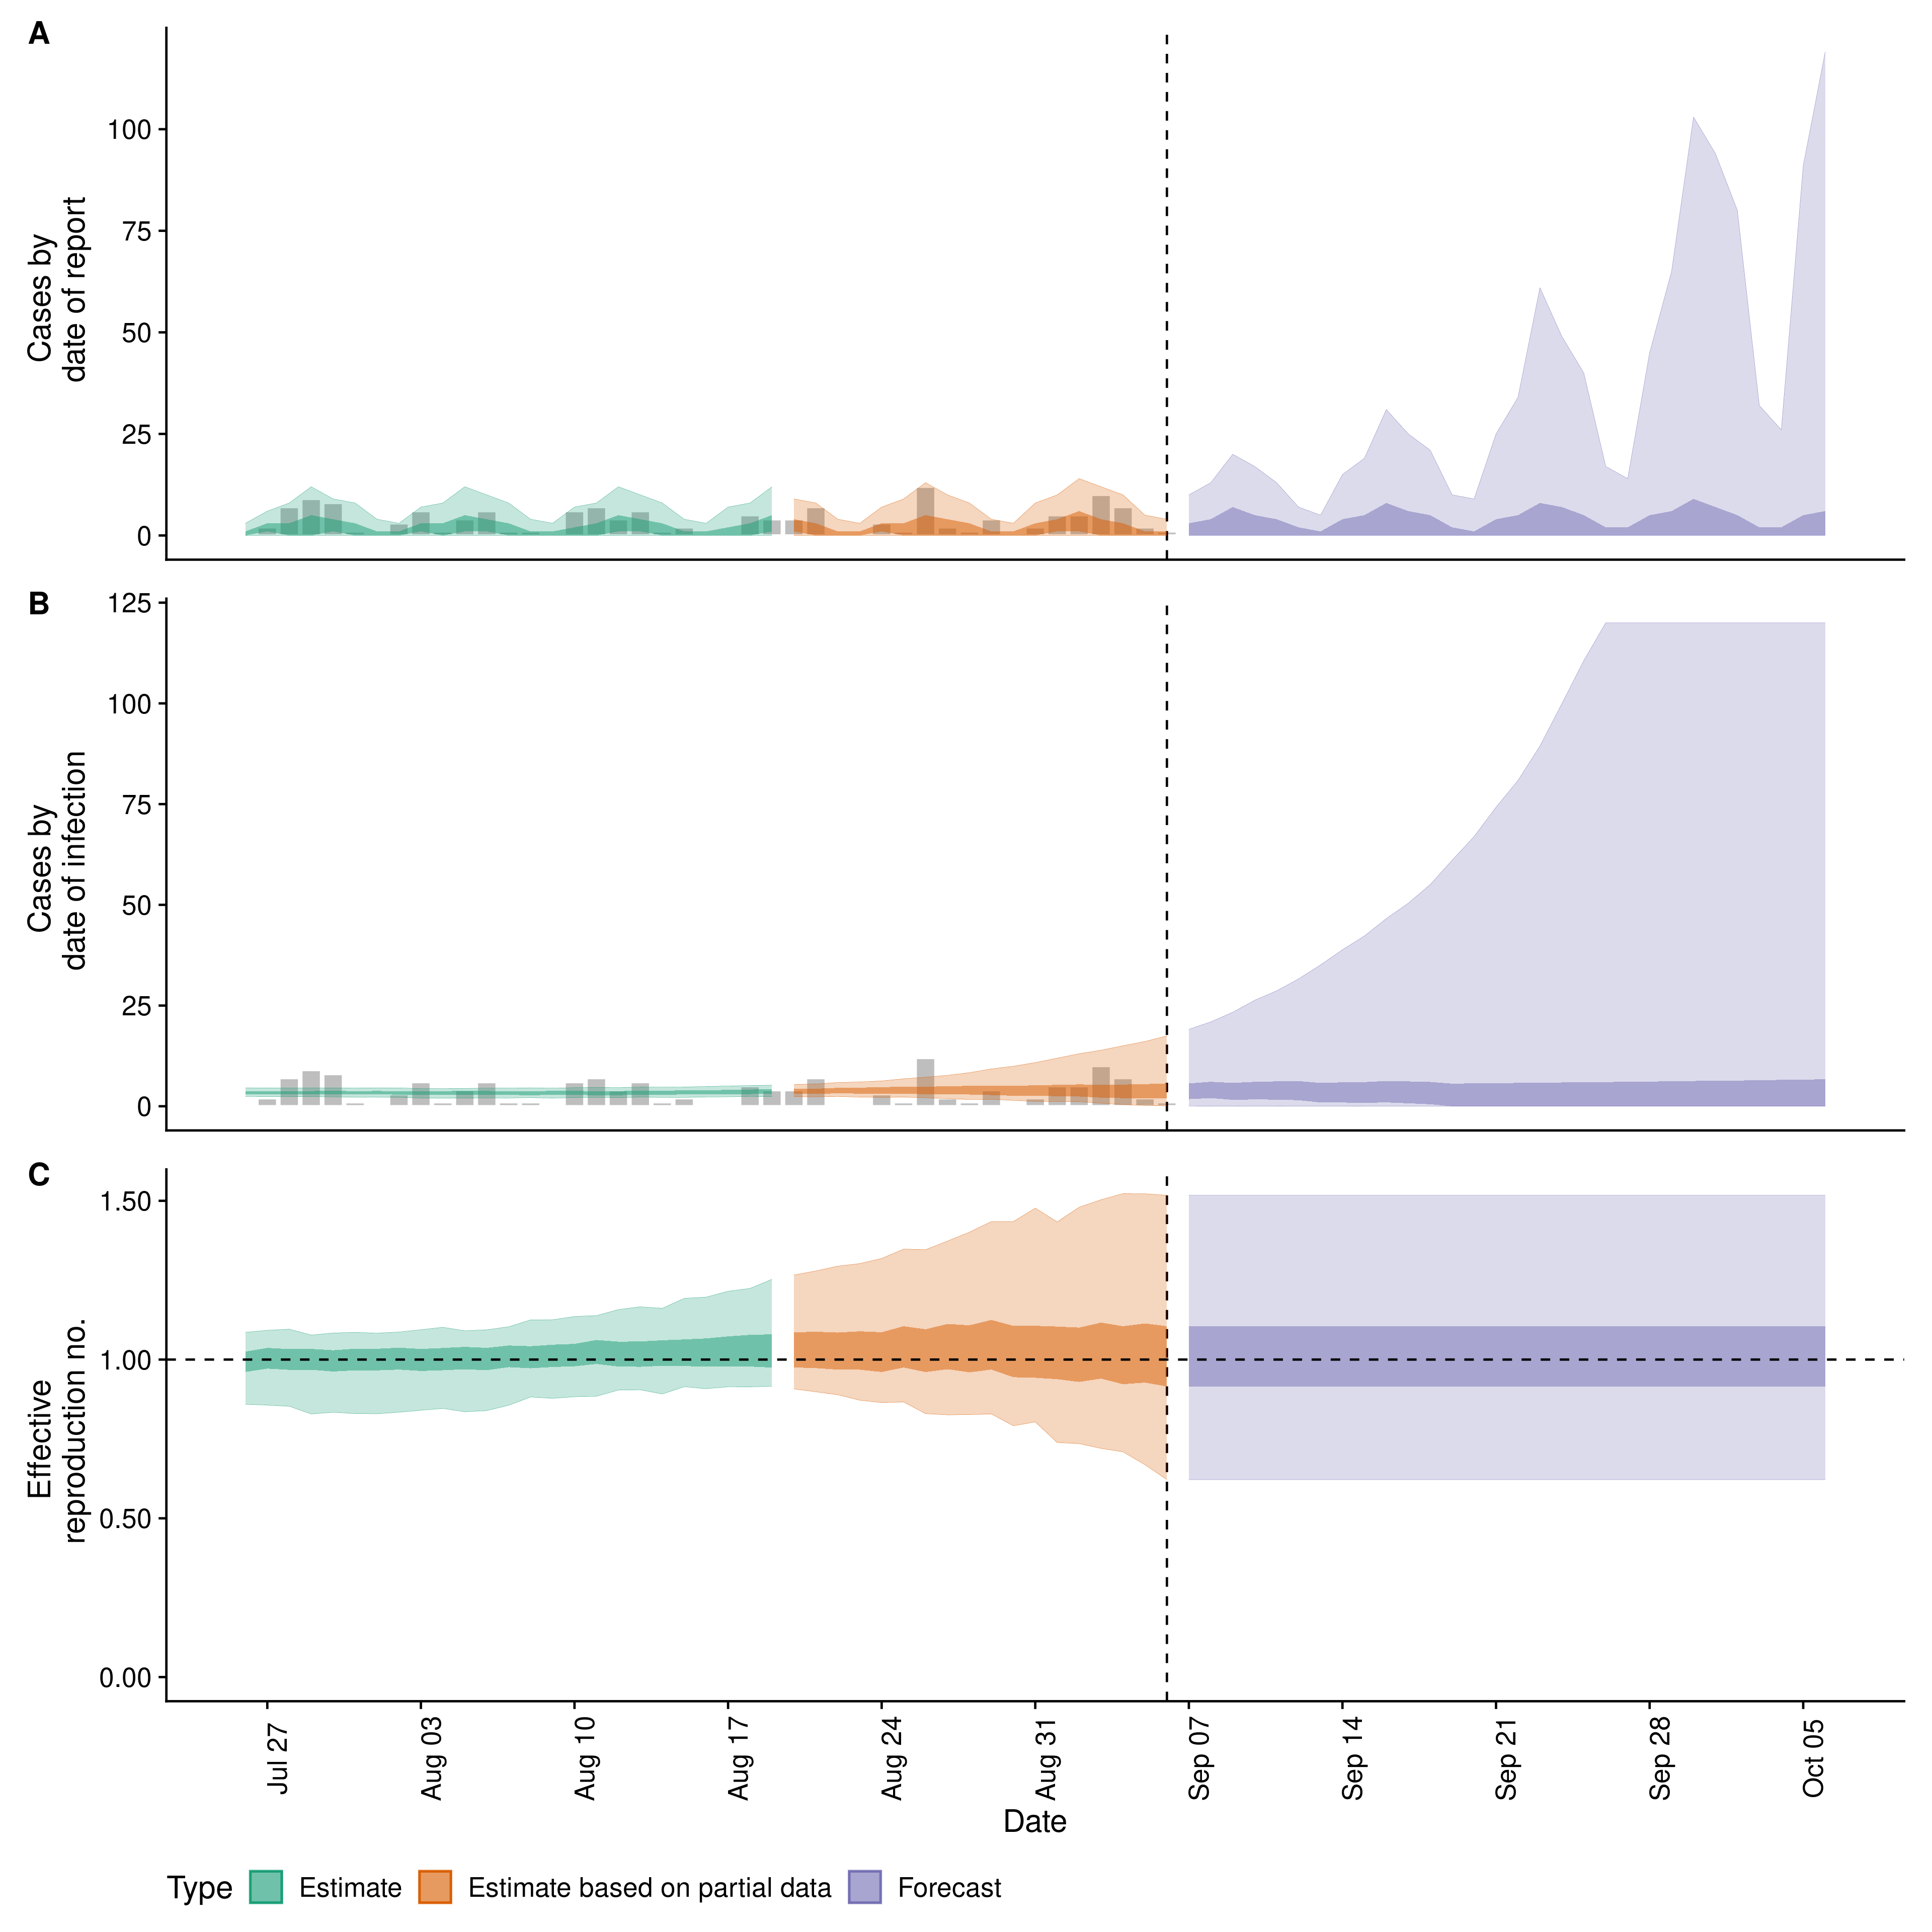 A
Cases by
date of report
100
75
50
25
0
B
Cases by
date of infection
125
100
75
50
25
0
C
Effective
reproduction no.
1.50
1.00
0.50
0.00
Jul 27
Aug 03
Aug 10
Aug 17
Aug 24
Aug 31
Sep 07
Sep 14
Sep 21
Sep 28
Oct 05
Date
Type Estimate Estimate based on partial data Forecast